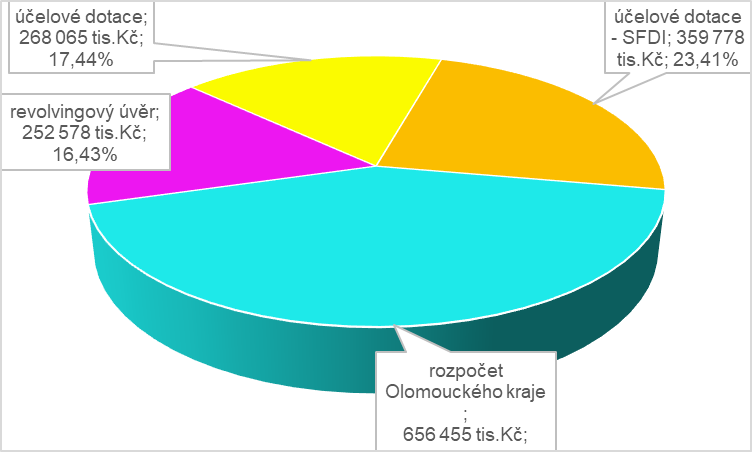 účelové dotace;
268 065 tis.Kč;
17,44%
účelové dotace
- SFDI; 359 778
tis.Kč; 23,41%
revolvingový úvěr;
252 578 tis.Kč;
16,43%
rozpočet
Olomouckého kraje
;
656 455 tis.Kč;